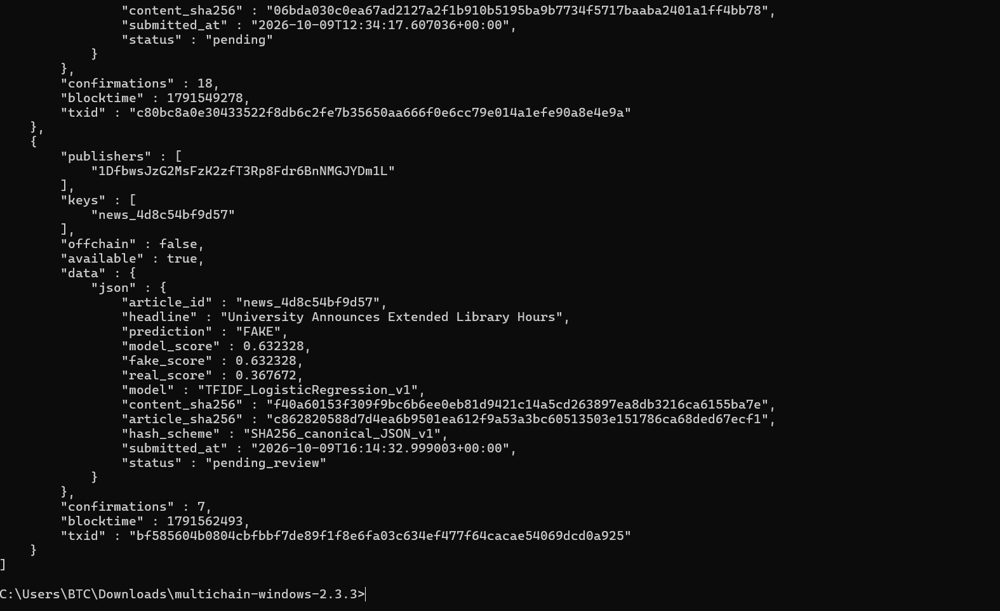 "content_sha256" : "06bda030c0ea67ad2127a2f1b910b5195ba9b7734f5717baaba2401a1ff4bb78",
"submitted_at" : "2026-10-09T12:34:17.607036+00:00",
"status" : "pending"
}
},
"confirmations" : 18,
"blocktime" : 1791549278,
"txid" : "c80bc8a0e30433522f8db6c2fe7b35650aa666f0e6cc79e014a1efe90a8e4e9a"
},
{
"publishers" : [
"1DfbwsJzG2MsFzK2zfT3Rp8Fdr6BnNMGJYDm1L"
],
"keys" : [
"news_4d8c54bf9d57"
],
"offchain" : false,
"available" : true,
"data" : {
"json" : {
"article_id" : "news_4d8c54bf9d57",
"headline" : "University Announces Extended Library Hours",
"prediction" : "FAKE",
"model_score" : 0.632328,
"fake_score" : 0.632328,
"real_score" : 0.367672,
"model" : "TFIDF_LogisticRegression_v1",
"content_sha256" : "f40a60153f309f9bc6b6ee0eb81d9421c14a5cd263897ea8db3216ca6155ba7e",
"article_sha256" : "c862820588d7d4ea6b9501ea612f9a53a3bc60513503e151786ca68ded67ecf1",
"hash_scheme" : "SHA256_canonical_JSON_v1",
"submitted_at" : "2026-10-09T16:14:32.999003+00:00",
"status" : "pending_review"
}
},
"confirmations" : 7,
"blocktime" : 1791562493,
"txid" : "bf585604b0804cbfbbf7de89f1f8e6fa03c634ef477f64cacae54069dcd0a925"
}
]
C:\Users\BTC\Downloads\multichain-windows-2.3.3>